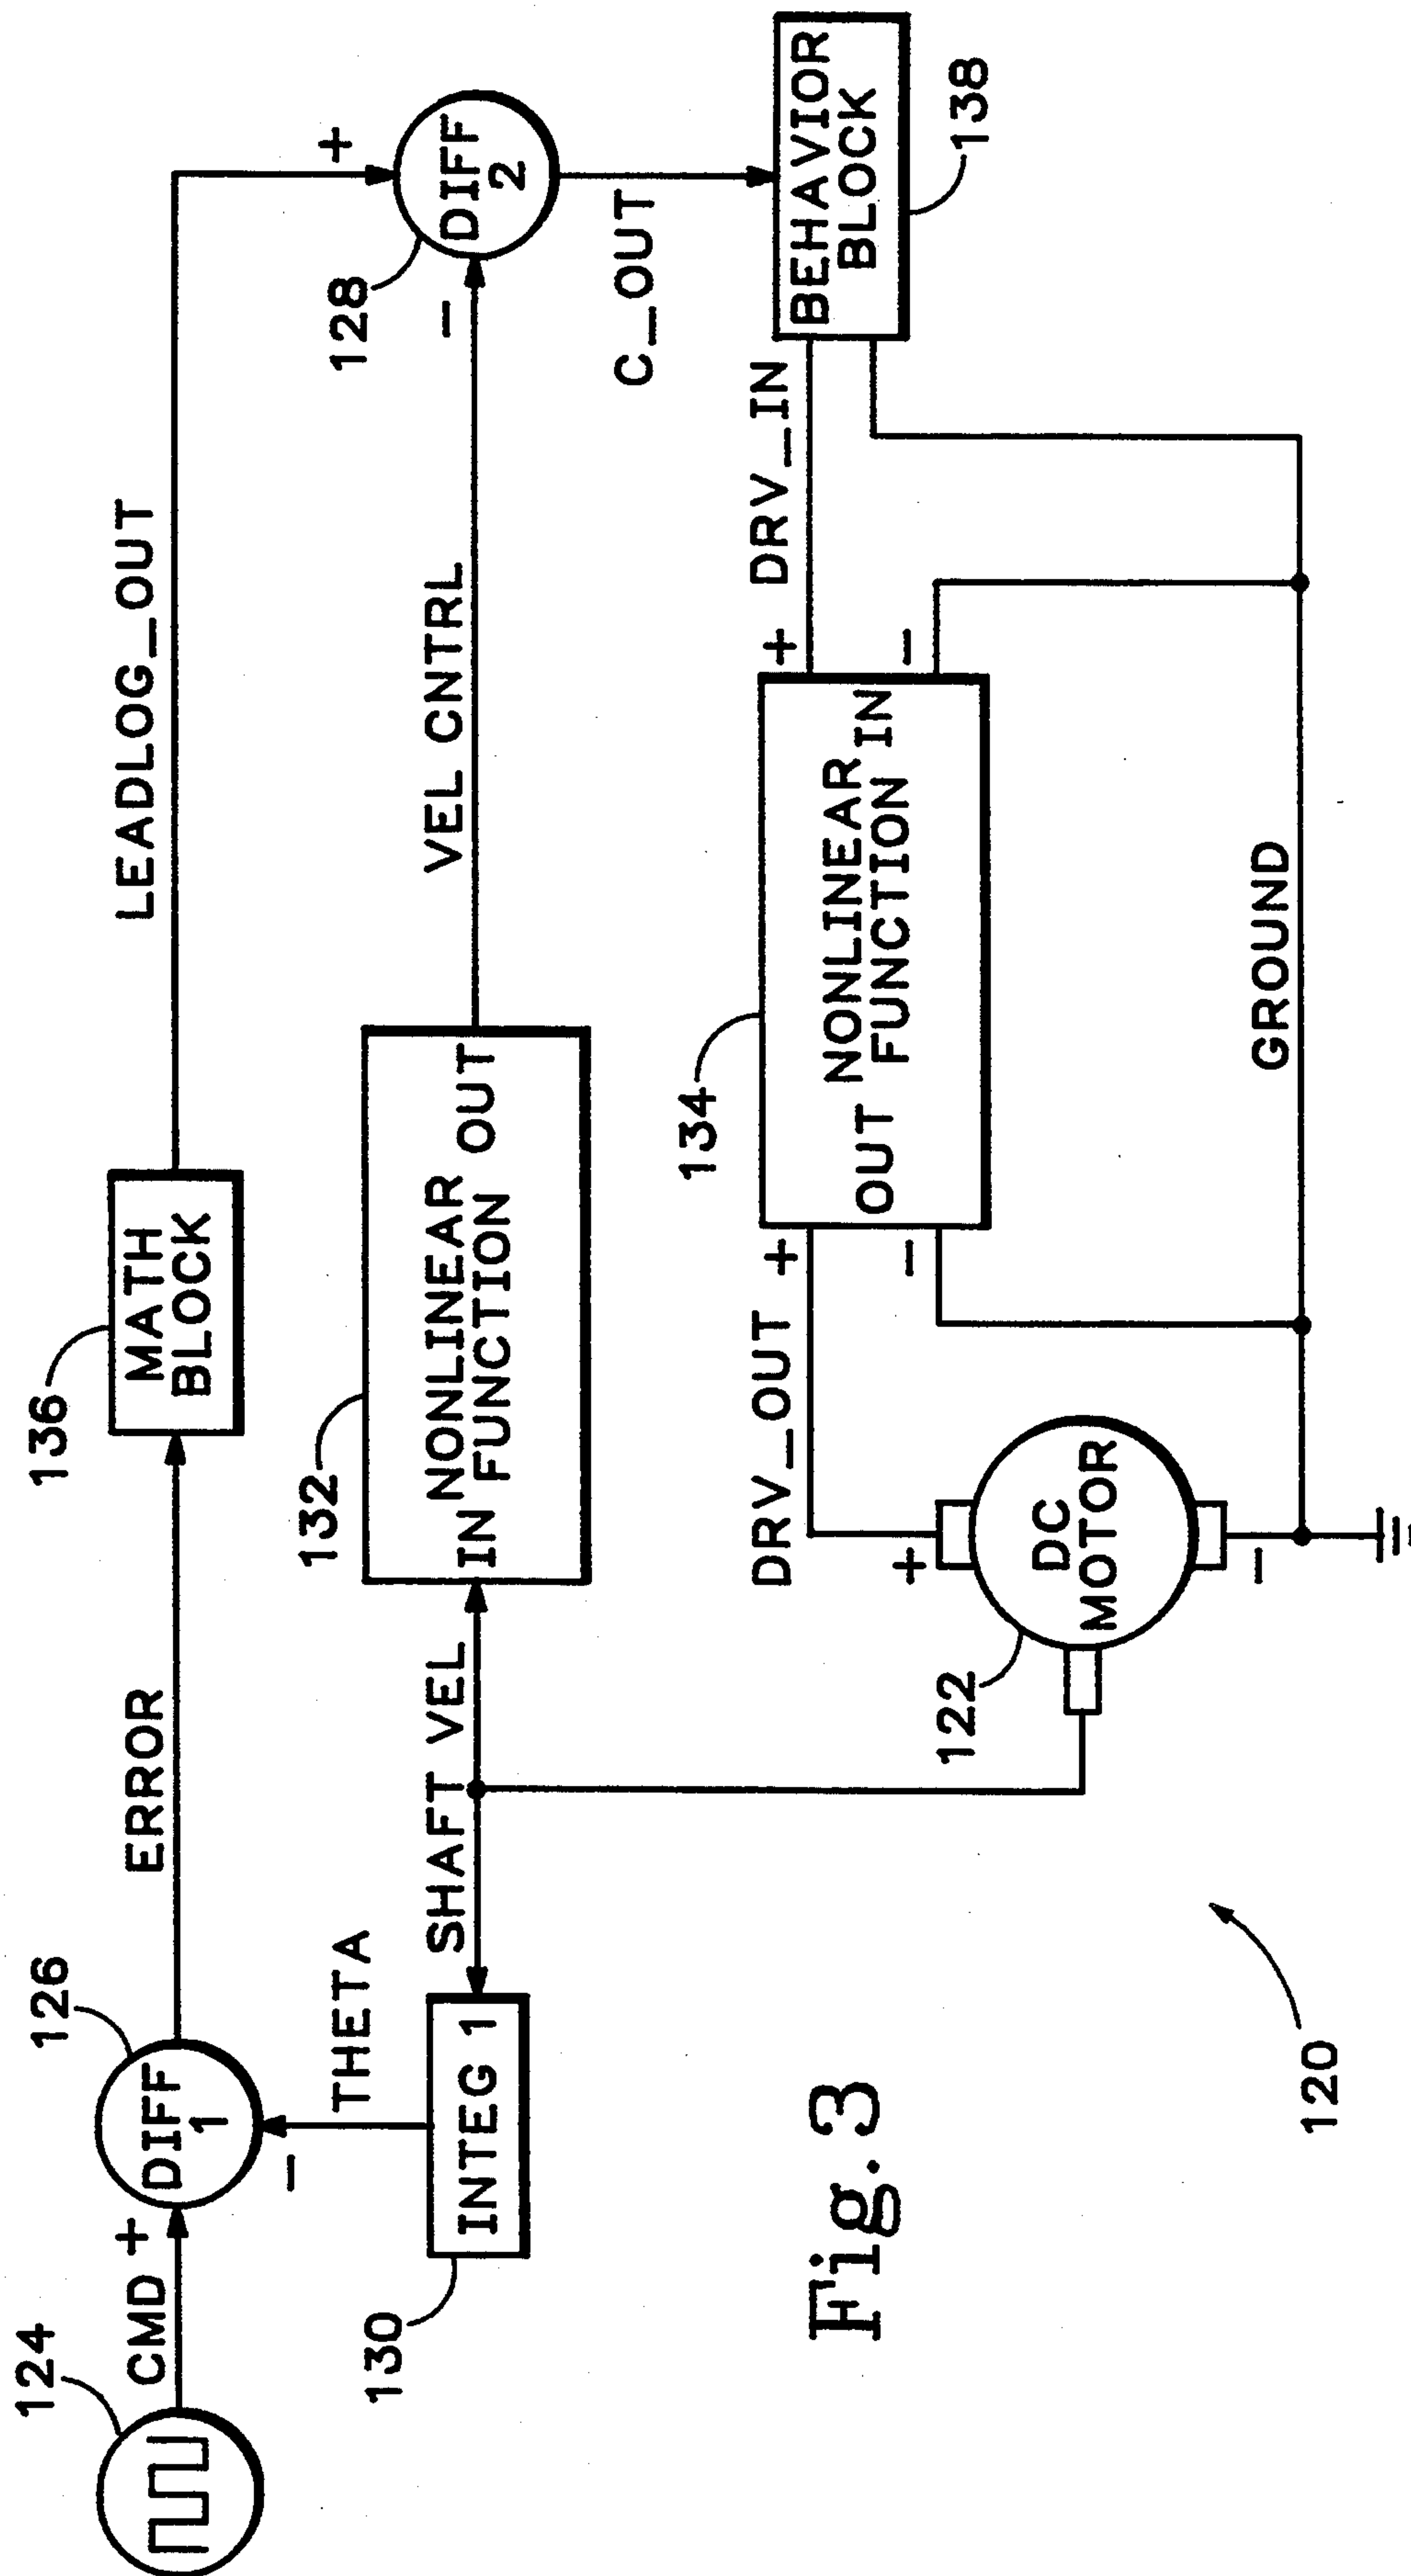 124
CMD +
DIFF
1
126
-
THETA
ERROR
136
MATH
BLOCK
LEADLOG_OUT
+
DIFF
2
128
-
130
INTEG 1
SHAFT VEL
132
IN NONLINEAR OUT
FUNCTION
VEL CNTRL
C_OUT
122
DC
MOTOR
+
-
DRV_OUT
+
-
134
OUT NONLINEAR IN
FUNCTION
+
-
DRV_IN
BEHAVIOR
BLOCK
138
GROUND
Fig. 3
120